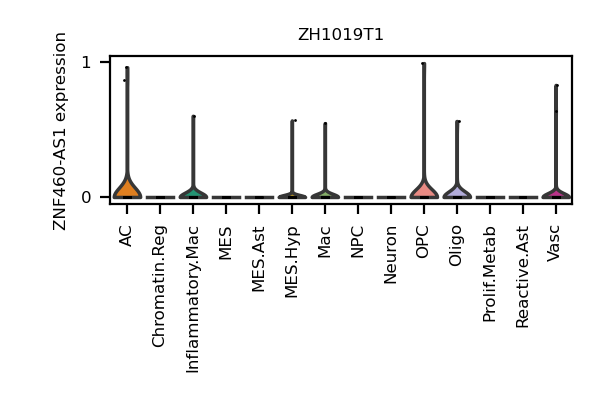 ZH1019T1
ZNF460-AS1 expression
1
0
AC
Chromatin.Reg
Inflammatory.Mac
MES
MES.Ast
MES.Hyp
Mac
NPC
Neuron
OPC
Oligo
Prolif.Metab
Reactive.Ast
Vasc